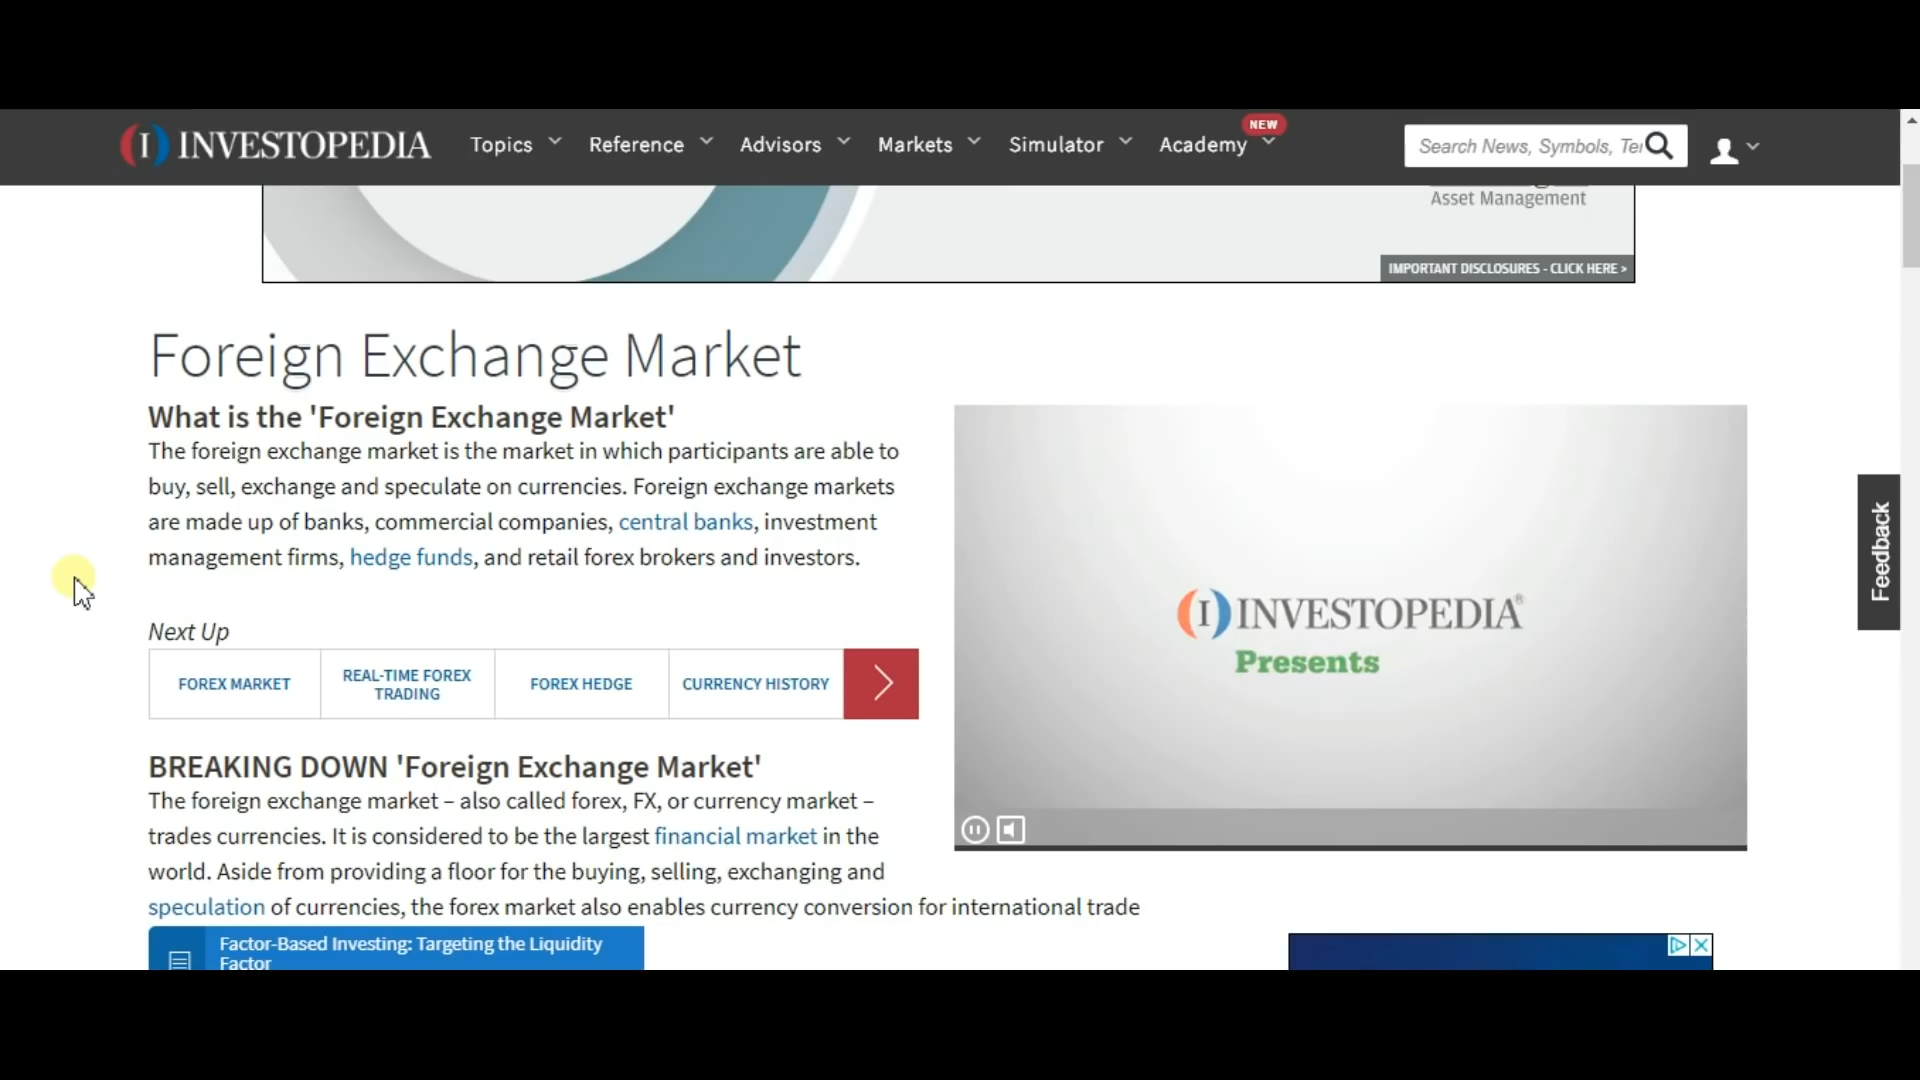 INVESTOPEDIA
Topics
Reference
Advisors
Markets
Simulator
Academy
NEW
Search News, Symbols, Ter
Asset Management
IMPORTANT DISCLOSURES - CLICK HERE >
Foreign Exchange Market
What is the 'Foreign Exchange Market'
The foreign exchange market is the market in which participants are able to
buy, sell, exchange and speculate on currencies. Foreign exchange markets
are made up of banks, commercial companies, central banks, investment
management firms, hedge funds, and retail forex brokers and investors.
INVESTOPEDIA®
Presents
Feedback
Next Up
FOREX MARKET
REAL-TIME FOREX
TRADING
FOREX HEDGE
CURRENCY HISTORY
BREAKING DOWN 'Foreign Exchange Market'
The foreign exchange market – also called forex, FX, or currency market –
trades currencies. It is considered to be the largest financial market in the
world. Aside from providing a floor for the buying, selling, exchanging and
speculation of currencies, the forex market also enables currency conversion for international trade
Factor-Based Investing: Targeting the Liquidity
Factor